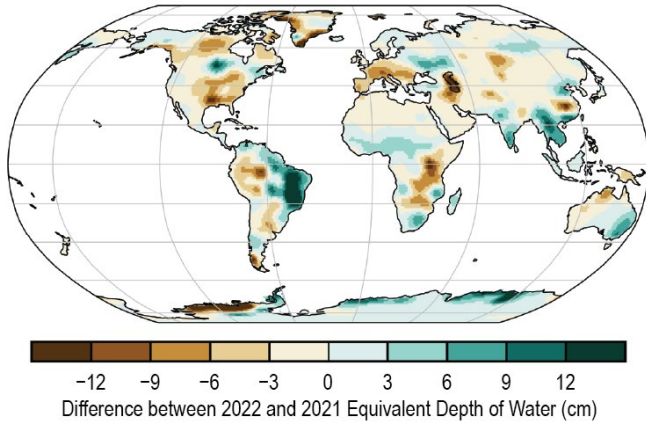 −12 −9 −6 −3 0 3 6 9 12
Difference between 2022 and 2021 Equivalent Depth of Water (cm)